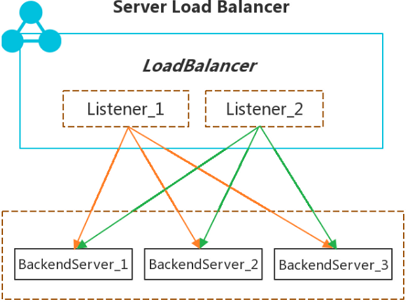 Server Load Balancer
LoadBalancer
Listener_1
Listener_2
BackendServer_1
BackendServer_2
BackendServer_3